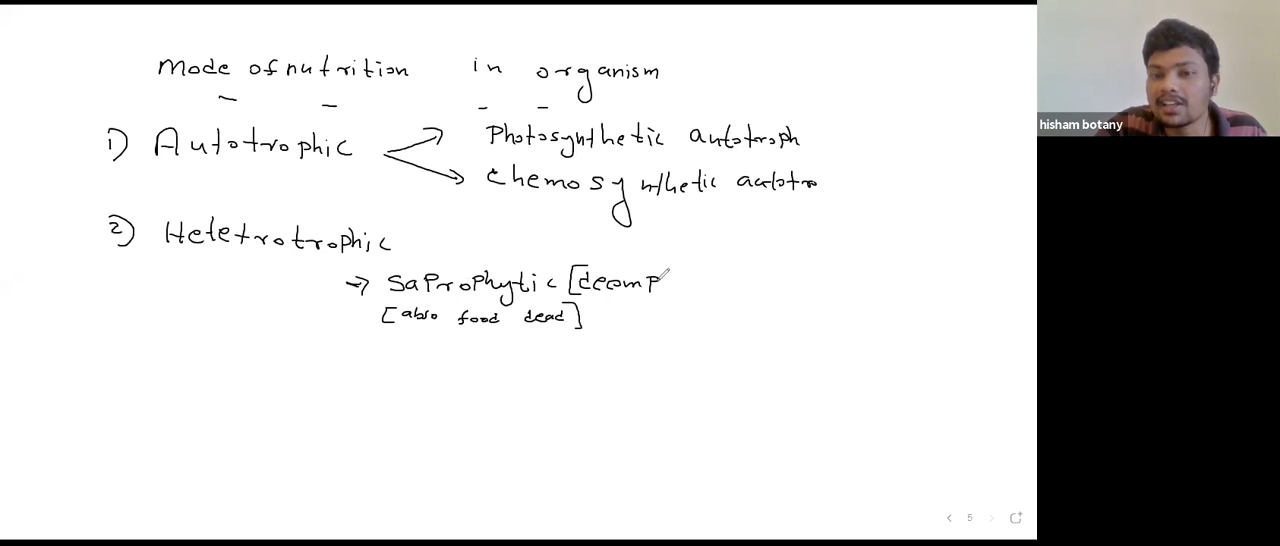 mode of nutrition in organism
1) Autotrophic
Photosynthetic autotroph
chemosynthetic autotro
2) Heletrotrophic
saprophytic [decomp
[abso food dead]
hisham botany
5